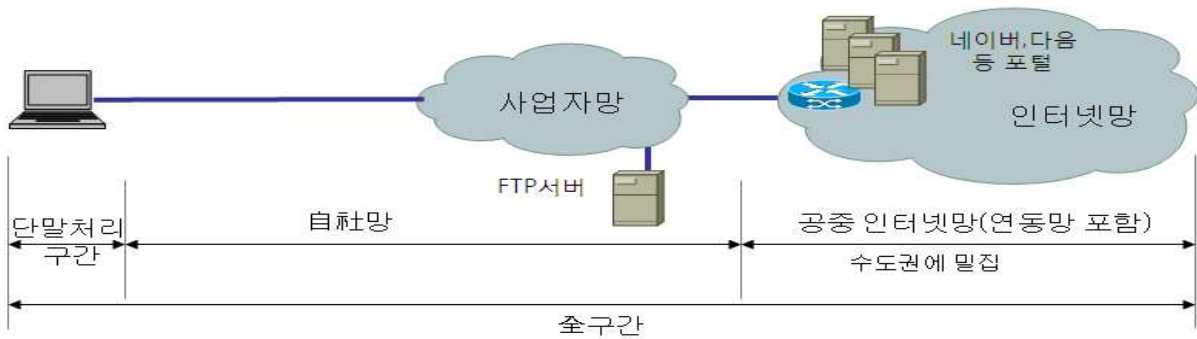 네이버,다음
등 포털
사업자망
인터넷망
FTP서버
단말처리
구간
自社망
공중 인터넷망(연동망 포함)
수도권에 밀집
全구간